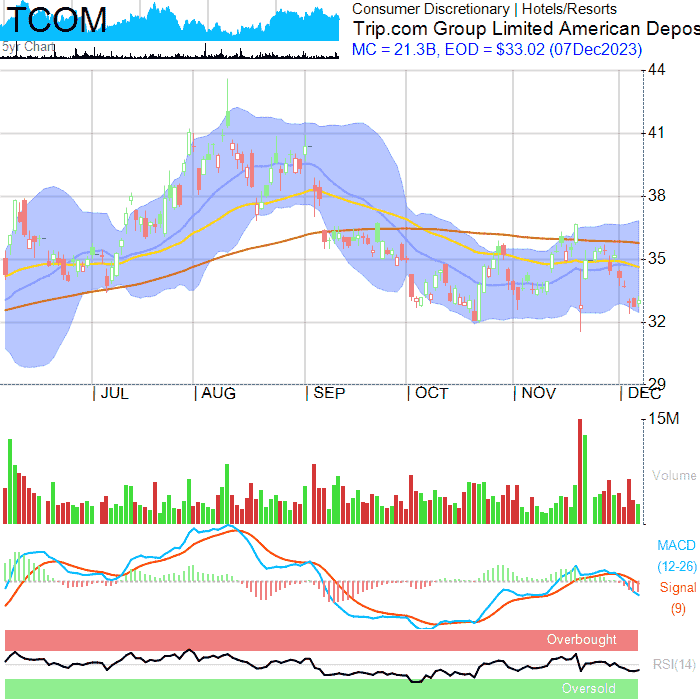 TCOM
5yr Chart
Consumer Discretionary | Hotels/Resorts
Trip.com Group Limited American Depos
MC = 21.3B, EOD = $33.02 (07Dec2023)
44
41
38
35
32
29
JUL AUG SEP OCT NOV DEC
15M
Volume
MACD
(12-26)
Signal
(9)
Overbought
RSI(14)
Oversold